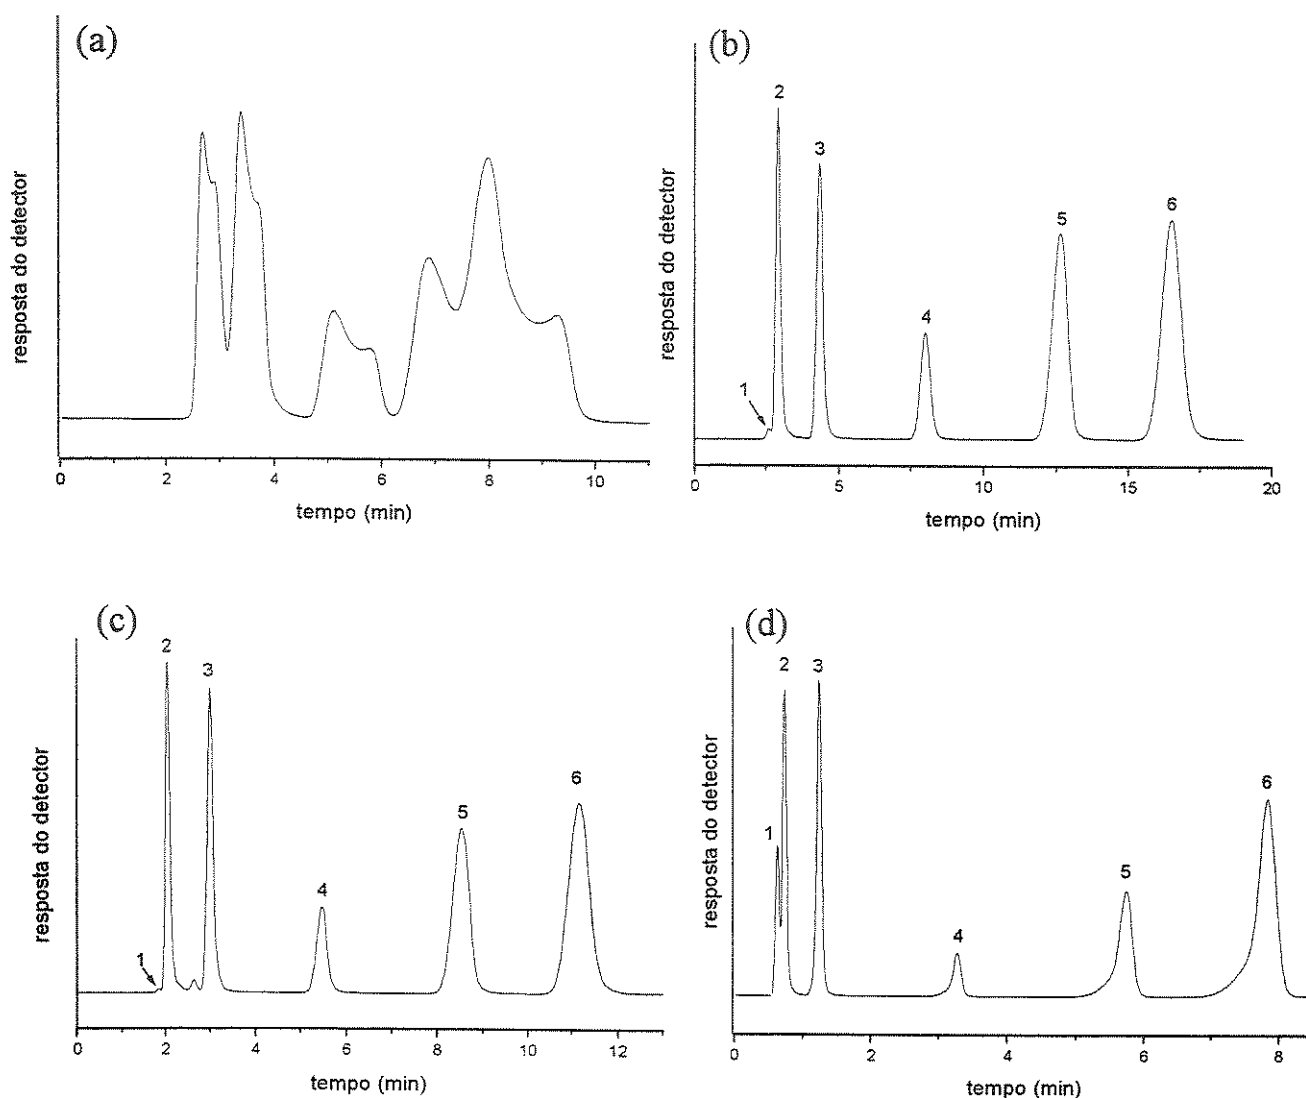 (a)
resposta do detector
0 2 4 6 8 10
tempo (min)
(b)
resposta do detector
1 2 3 4 5 6
0 5 10 15 20
tempo (min)
(c)
resposta do detector
1 2 3 4 5 6
0 2 4 6 8 10 12
tempo (min)
(d)
resposta do detector
1 2 3 4 5 6
0 2 4 6 8
tempo (min)